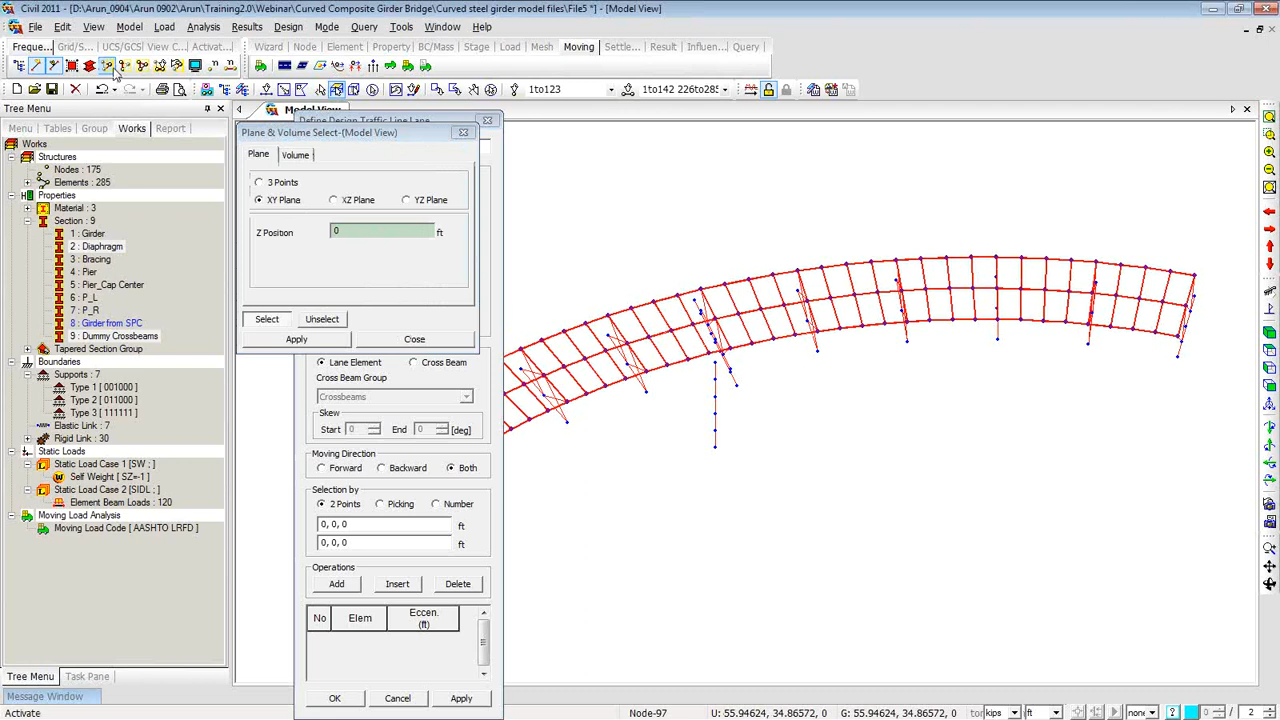 Civil 2011 - [D:\Arun_0904\Arun 0902\Arun\Training2.0\Webinar\Curved Composite Girder Bridge\Curved steel girder model files\File5 *] - [Model View]
File Edit View Model Load Analysis Results Design Mode Query Tools Window Help
Freque... Grid/S... UCS/GCS| View C... Activat... Wizard Node Element Property BC/Mass Stage Load Mesh Moving Settle... Result Influen... Query
1to123 1to142 226to285
Tree Menu
Model View
Menu Tables Group Works Report
Works
Structures
Nodes : 175
Elements : 285
Properties
Material : 3
Section : 9
1 : Girder
2 : Diaphragm
3 : Bracing
4 : Pier
5 : Pier_Cap Center
6 : P_L
7 : P_R
8 : Girder from SPC
9 : Dummy Crossbeams
Tapered Section Group
Boundaries
Supports : 7
Type 1 [001000]
Type 2 [011000]
Type 3 [111111]
Elastic Link : 7
Rigid Link : 30
Static Loads
Static Load Case 1 [SW ; ]
Self Weight [SZ=-1 ]
Static Load Case 2 [SIDL ; ]
Element Beam Loads : 120
Moving Load Analysis
Moving Load Code [ AASHTO LRFD ]
Define Design Traffic Line Lane
Plane & Volume Select-(Model View)
Plane Volume
3 Points
XY Plane XZ Plane YZ Plane
Z Position 0 ft
Select Unselect
Apply Close
Lane Element Cross Beam
Cross Beam Group
Crossbeams
Skew
Start 0 End 0 [deg]
Moving Direction
Forward Backward Both
Selection by
2 Points Picking Number
0, 0, 0 ft
0, 0, 0 ft
Operations
Add Insert Delete
No Elem Eccen. (ft)
OK Cancel Apply
Tree Menu Task Pane
Message Window
Activate Node-97 U: 55.94624, 34.86572, 0 G: 55.94624, 34.86572, 0 kips ft none / 2